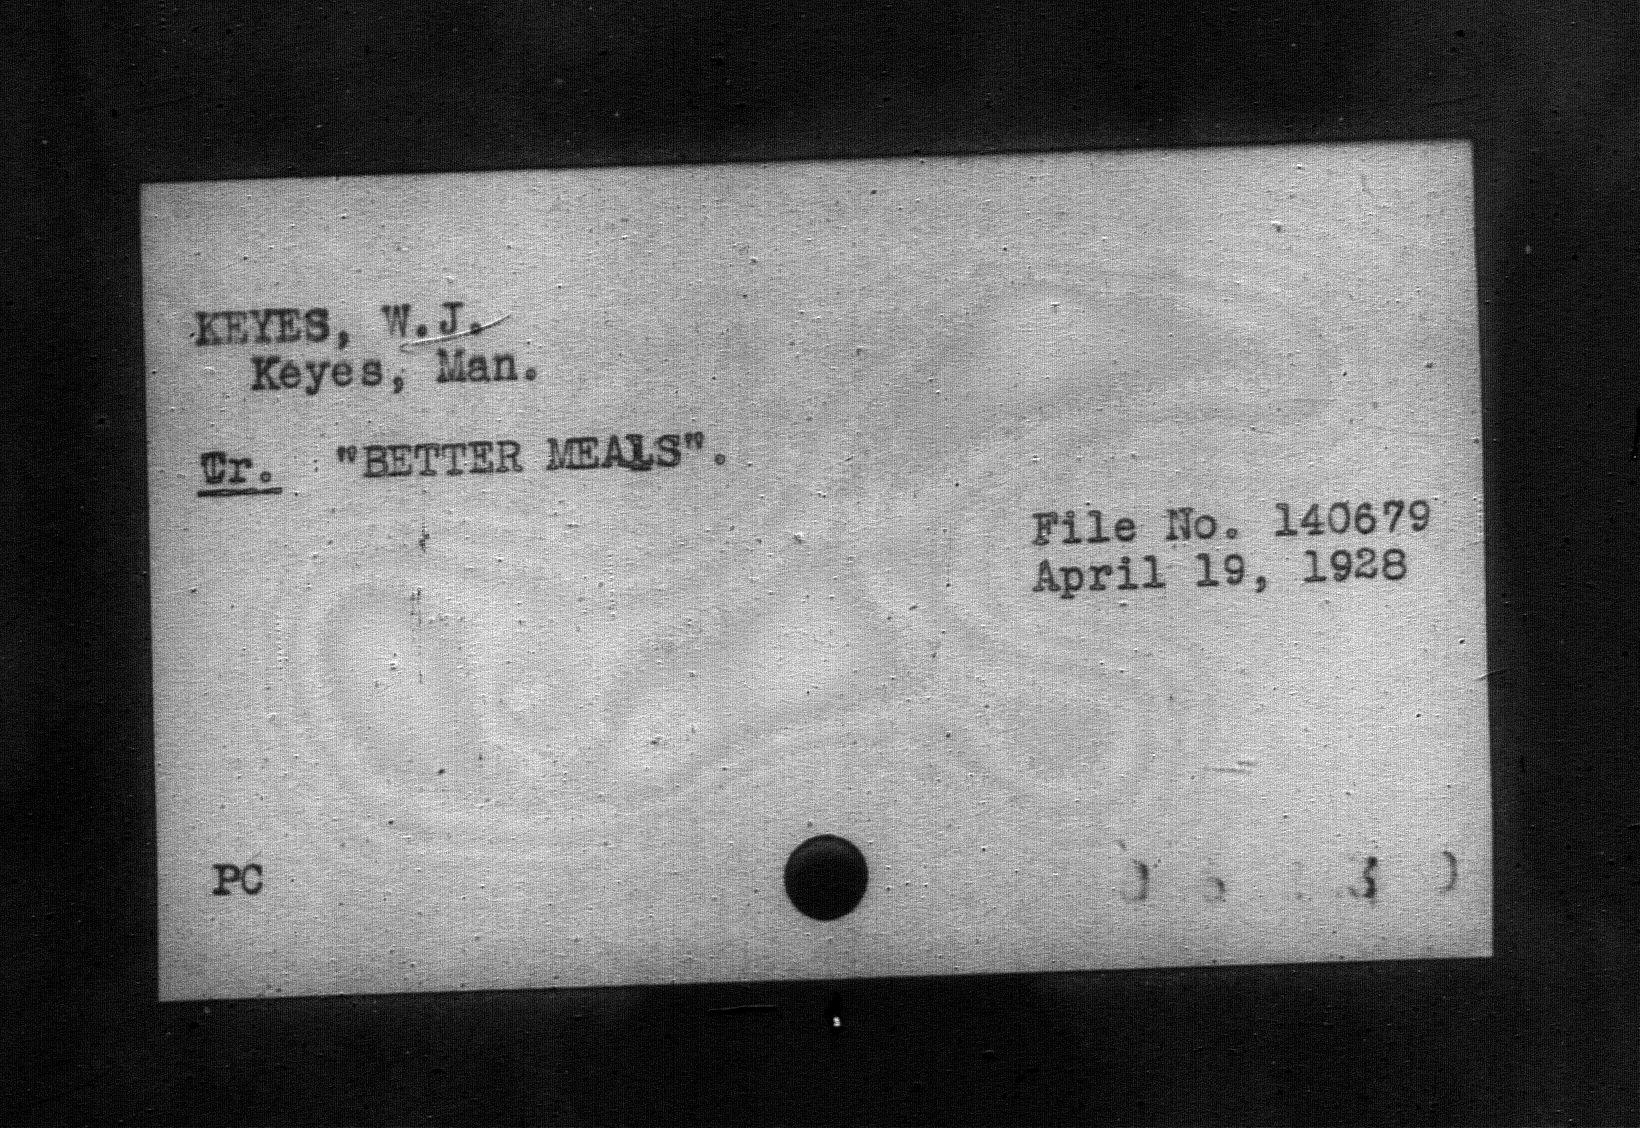 KEYES, W.J.
Keyes, Man.
Tr. "BETTER MEALS".
File No. 140679
April 19, 1928
PC